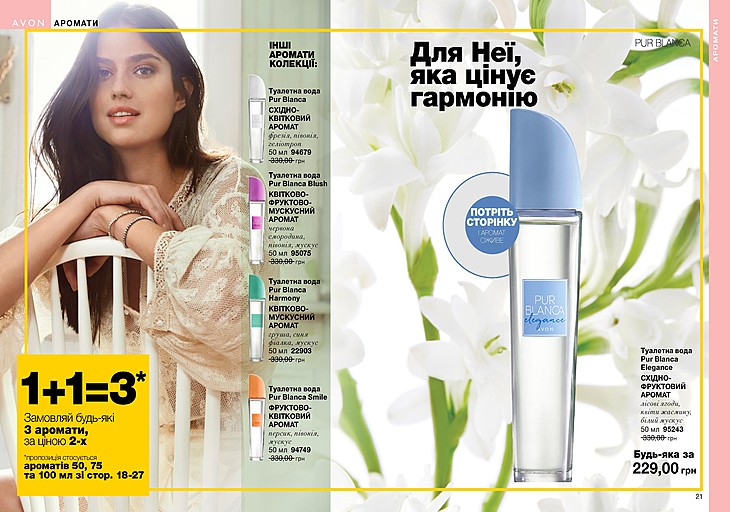 AVON АРОМАТИ
ІНШІ
АРОМАТИ
КОЛЕКЦІЇ:
Туалетна вода
Pur Blanca
СХІДНО-
КВІТКОВИЙ
АРОМАТ
фрезія, півонія,
геліотроп
50 мл 94679
330,00 грн
Туалетна вода
Pur Blanca Blush
КВІТКОВО-
ФРУКТОВО-
МУСКУСНИЙ
АРОМАТ
червона
смородина,
півонія, мускус
50 мл 95075
330,00 грн
Туалетна вода
Pur Blanca
Harmony
КВІТКОВО-
МУСКУСНИЙ
АРОМАТ
груша, синя
фіалка, мускус
50 мл 22903
330,00 грн
Туалетна вода
Pur Blanca Smile
ФРУКТОВО-
КВІТКОВИЙ
АРОМАТ
персик, півонія,
мускус
50 мл 94749
330,00 грн
1+1=3*
Замовляй будь-які
3 аромати,
за ціною 2-х
*пропозиція стосується
ароматів 50, 75
та 100 мл зі стор. 18-27
PUR BLANCA
АРОМАТИ
Для Неї,
яка цінує
гармонію
ПОТРІТЬ
СТОРІНКУ
І АРОМАТ
ОЖИВЕ
PUR
BLANCA
elegance
AVON
Туалетна вода
Pur Blanca
Elegance
СХІДНО-
ФРУКТОВИЙ
АРОМАТ
лісові ягоди,
квіти жасмину,
білий мускус
50 мл 95243
330,00 грн
Будь-яка за
229,00 грн
21